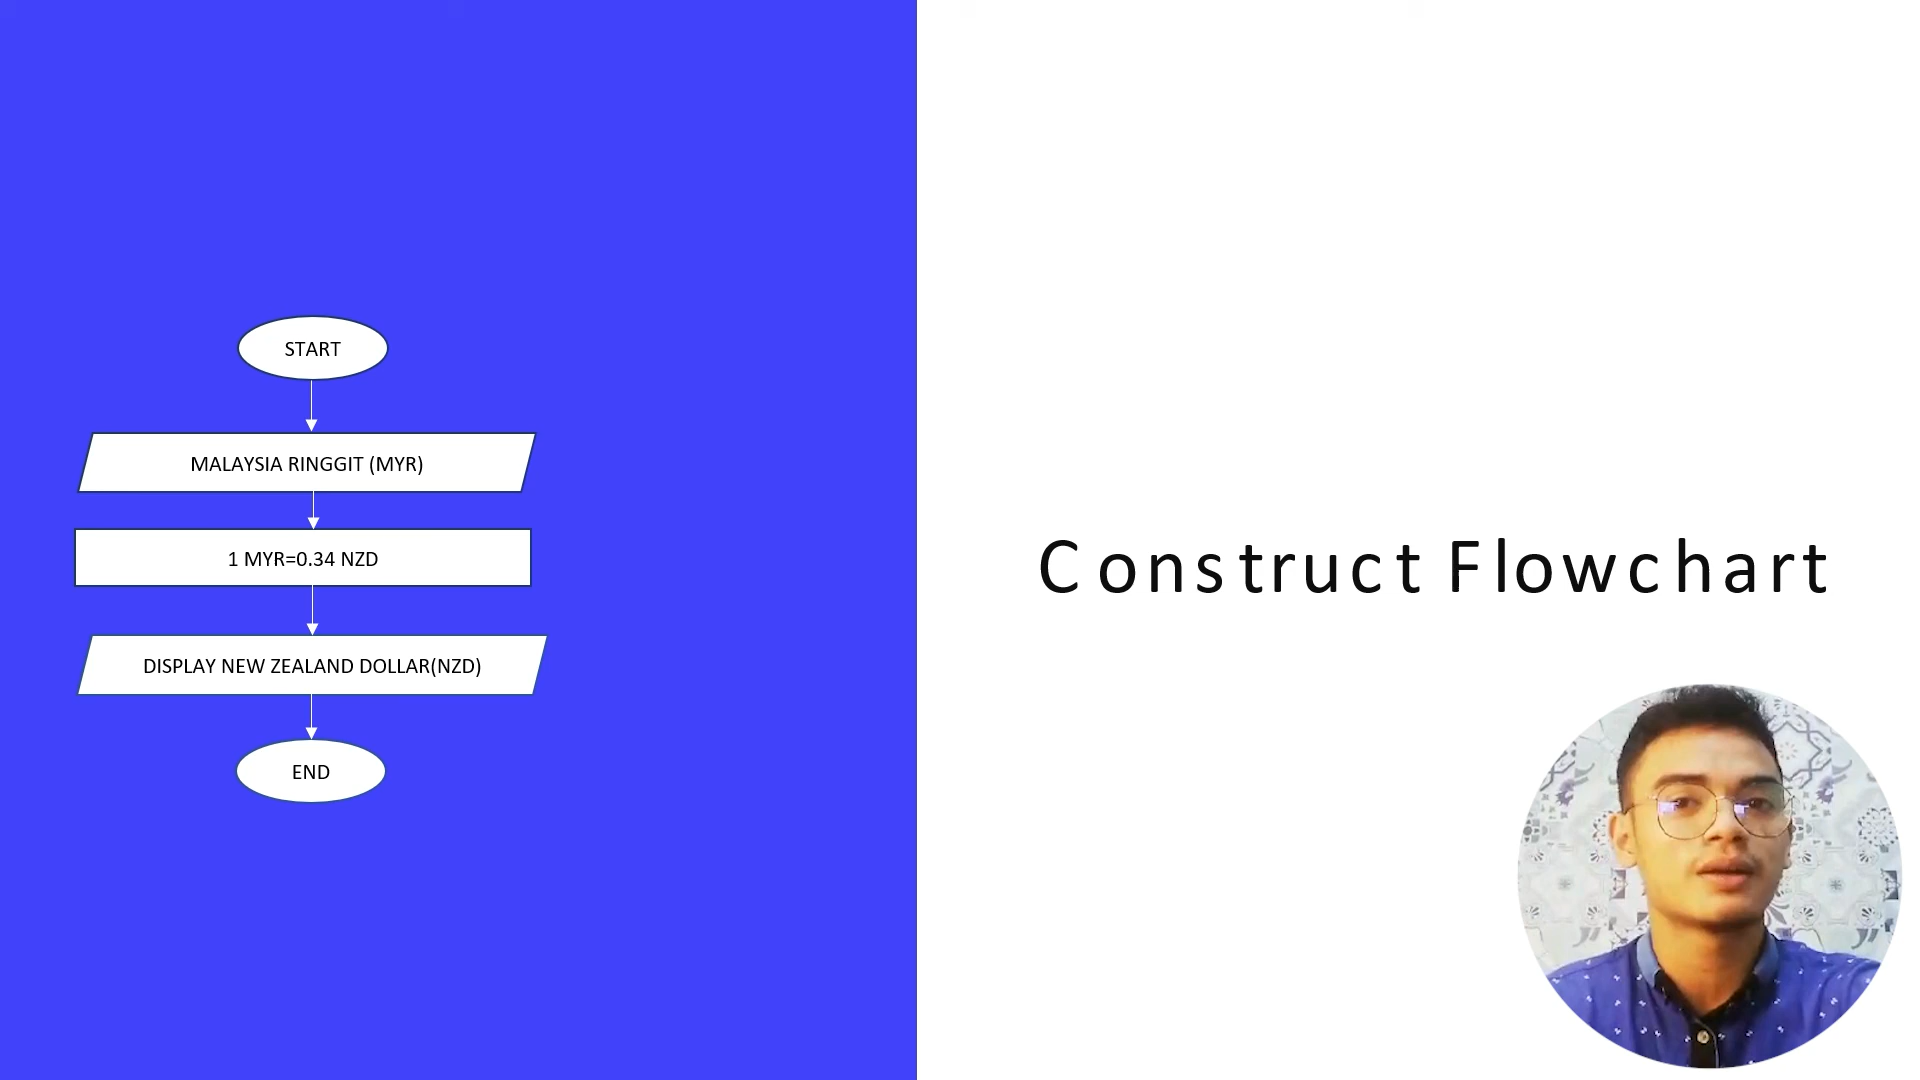 START
MALAYSIA RINGGIT (MYR)
1 MYR=0.34 NZD
DISPLAY NEW ZEALAND DOLLAR(NZD)
END
Construct Flowchart